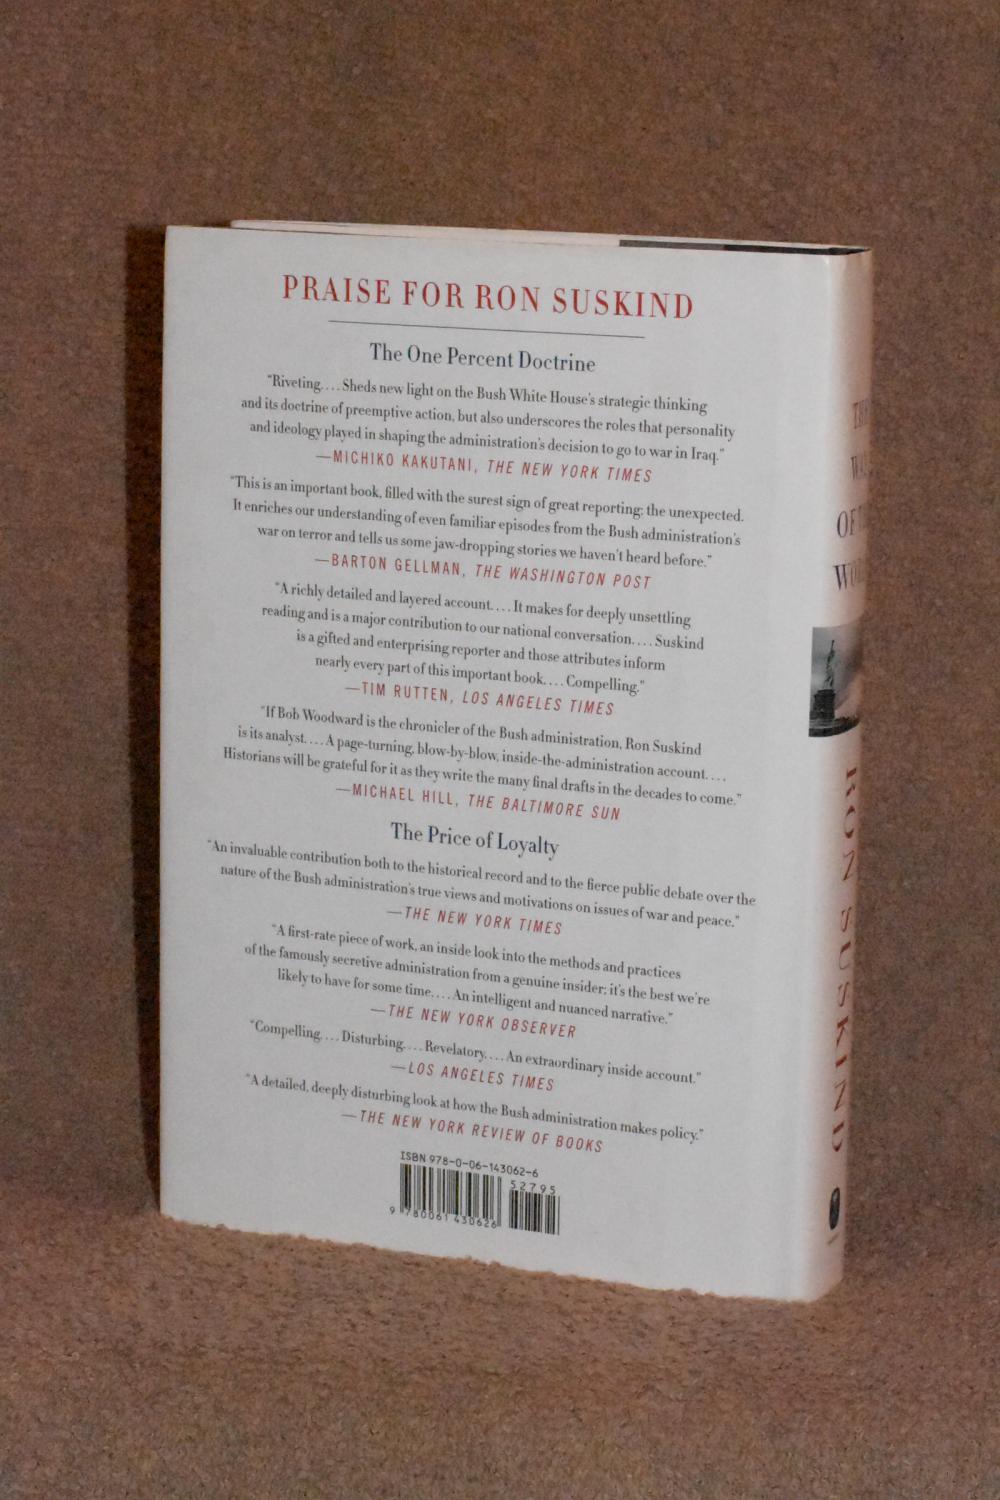 PRAISE FOR RON SUSKIND
The One Percent Doctrine
“Riveting. . . . Sheds new light on the Bush White House’s strategic thinking
and its doctrine of preemptive action, but also underscores the roles that personality
and ideology played in shaping the administration’s decision to go to war in Iraq.”
—MICHIKO KAKUTANI, THE NEW YORK TIMES
“This is an important book, filled with the surest sign of great reporting: the unexpected.
It enriches our understanding of even familiar episodes from the Bush administration’s
war on terror and tells us some jaw-dropping stories we haven’t heard before.”
—BARTON GELLMAN, THE WASHINGTON POST
“A richly detailed and layered account. . . . It makes for deeply unsettling
reading and is a major contribution to our national conversation. . . . Suskind
is a gifted and enterprising reporter and those attributes inform
nearly every part of this important book. . . . Compelling.”
—TIM RUTTEN, LOS ANGELES TIMES
“If Bob Woodward is the chronicler of the Bush administration, Ron Suskind
is its analyst. . . . A page-turning, blow-by-blow, inside-the-administration account. . . .
Historians will be grateful for it as they write the many final drafts in the decades to come.”
—MICHAEL HILL, THE BALTIMORE SUN
The Price of Loyalty
“An invaluable contribution both to the historical record and to the fierce public debate over the
nature of the Bush administration’s true views and motivations on issues of war and peace.”
—THE NEW YORK TIMES
“A first-rate piece of work, an inside look into the methods and practices
of the famously secretive administration from a genuine insider; it’s the best we’re
likely to have for some time. . . . An intelligent and nuanced narrative.”
—THE NEW YORK OBSERVER
“Compelling. . . . Disturbing. . . . Revelatory. . . . An extraordinary inside account.”
—LOS ANGELES TIMES
“A detailed, deeply disturbing look at how the Bush administration makes policy.”
—THE NEW YORK REVIEW OF BOOKS
ISBN 978-0-06-143062-6
52795
9 780061 430626
OF
RON SUSKIND